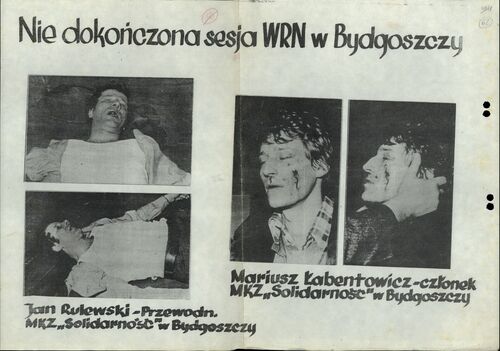 Nie dokończona sesja WRN w Bydgoszczy
Mariusz Łabentowicz - członek
MKZ „Solidarność" w Bydgoszczy
Jan Rulewski - Przewodn.
MKZ „Solidarność" w Bydgoszczy